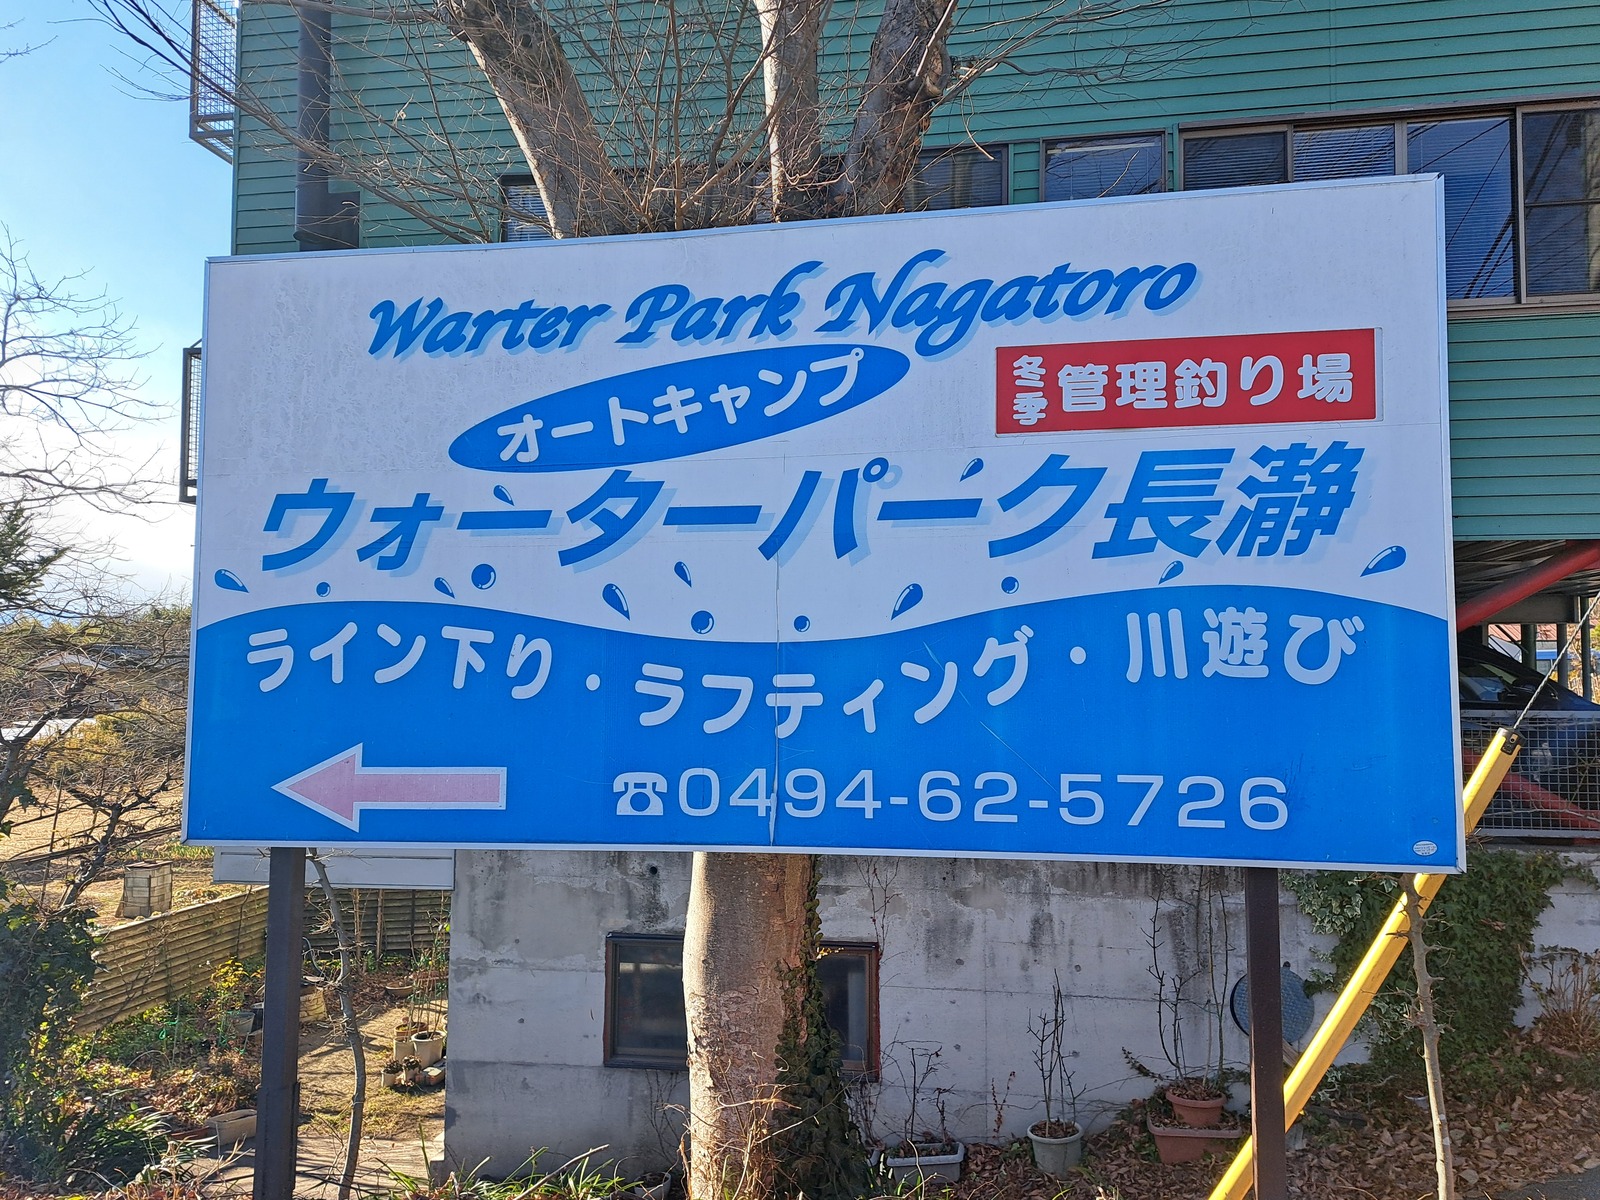 Warter Park Nagatoro
オートキャンプ
冬季 管理釣り場
ウォーターパーク長瀞
ライン下り・ラフティング・川遊び
☎0494-62-5726